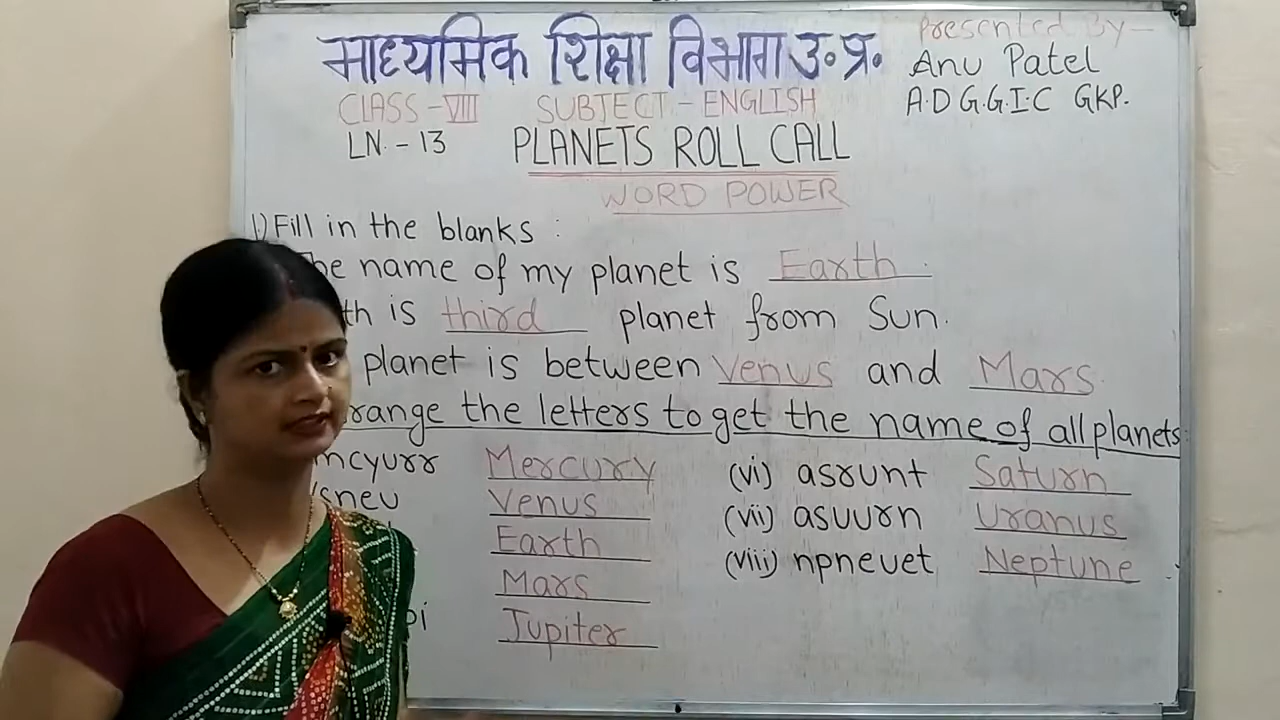 माध्यमिक शिक्षा विभाग उ॰ प्र॰
Presented By-
Anu Patel
A.D G.G.I.C GKP.
CLASS-VIII SUBJECT-ENGLISH
LN.-13 PLANETS ROLL CALL
WORD POWER
1) Fill in the blanks :
name of my planet is Earth.
is third planet from Sun.
planet is between Venus and Mars.
the letters to get the name of all planets:
mcyurr Mercury (vi) asrunt Saturn
sneu Venus (vii) asuurn Uranus
Earth (viii) npneuet Neptune
Mars
Jupiter